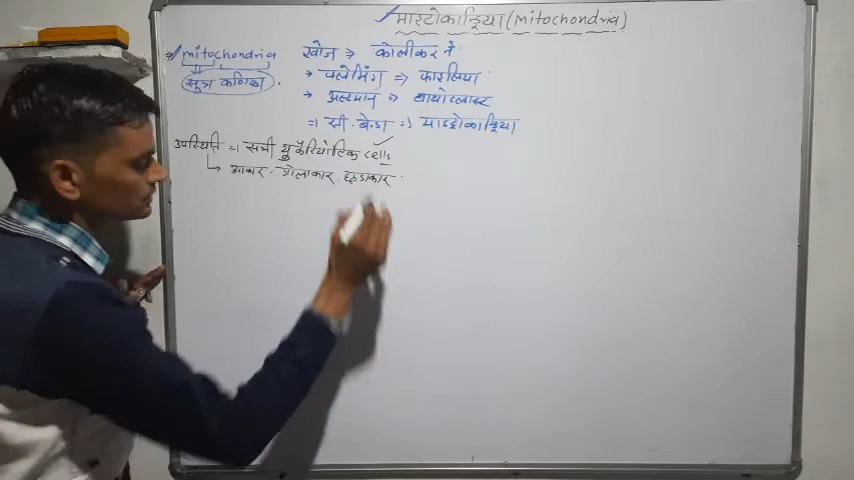 माइटोकान्ड्रिया (mitochondria)
⇒ mitochondria खोज ⇒ कोलीकर ने
सूत्र कणिका. → फ्लेमिंग ⇒ फाइलिया
→ अल्टमान ⇒ बायोप्लास्ट
=> सी. बेन्डा => माइटोकान्ड्रिया
उपस्थिति => सभी यूकैरियोटिक cells
↳ आकार - गोलाकार, छड़ाकार.